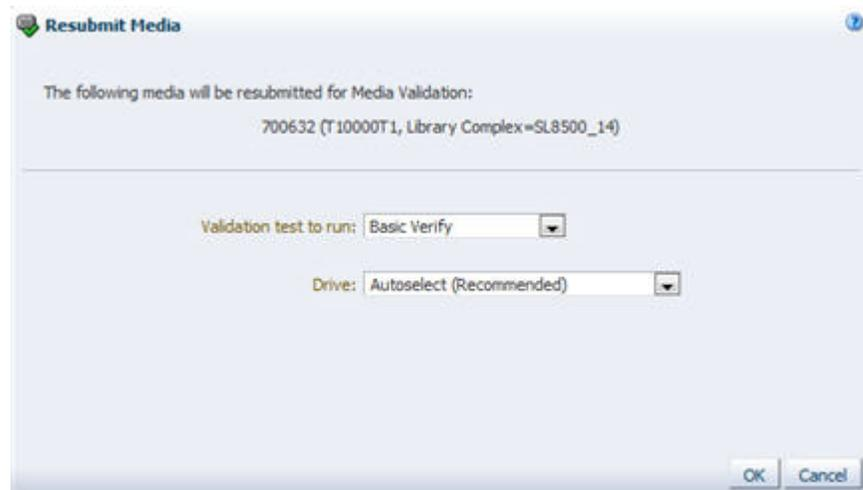 Resubmit Media
The following media will be resubmitted for Media Validation:
700632 (T10000T1, Library Complex=SL8500_14)
Validation test to run: Basic Verify
Drive: Autoselect (Recommended)
OK Cancel